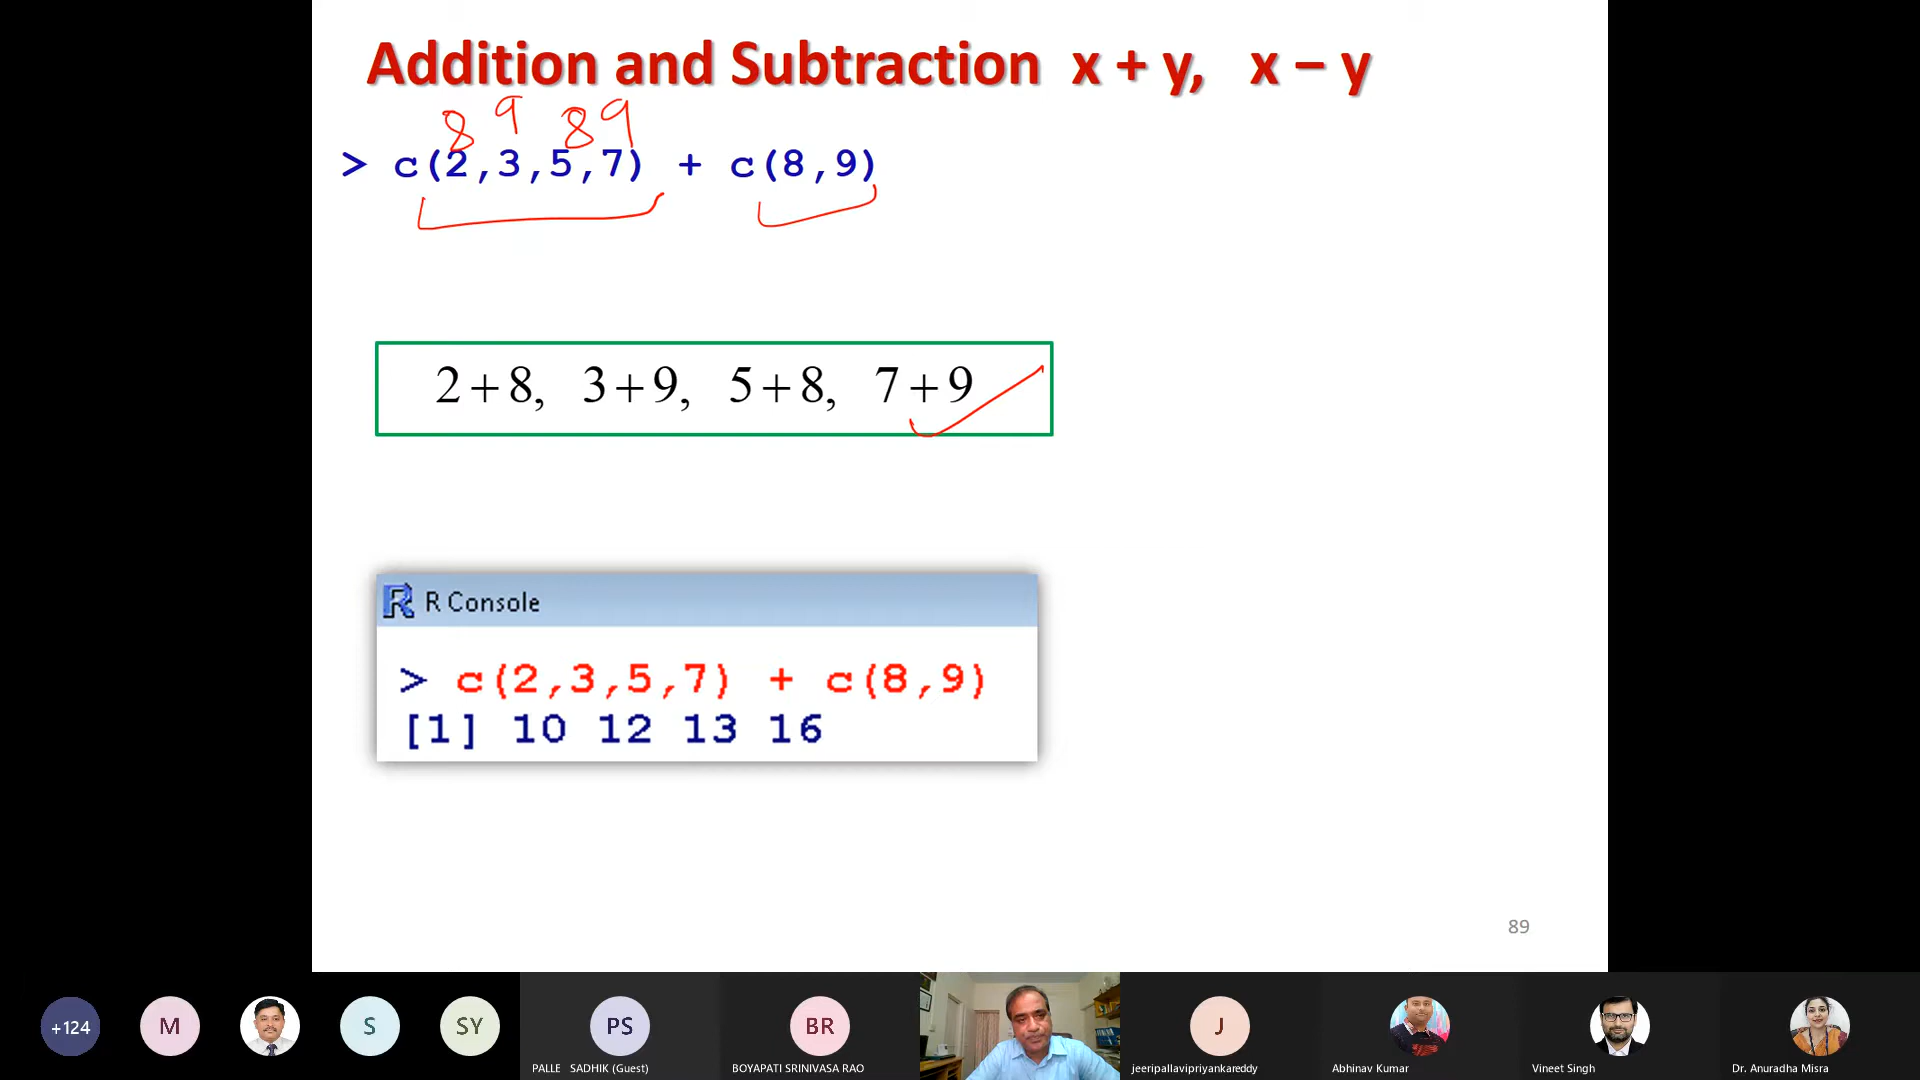 Addition and Subtraction x + y, x − y
8 9 8 9
> c(2,3,5,7) + c(8,9)
2+8, 3+9, 5+8, 7+9
R Console
> c(2,3,5,7) + c(8,9)
[1] 10 12 13 16
89
+124 M S SY PS BR J
PALLE SADHIK (Guest) BOYAPATI SRINIVASA RAO jeeripallavipriyankareddy Abhinav Kumar Vineet Singh Dr. Anuradha Misra